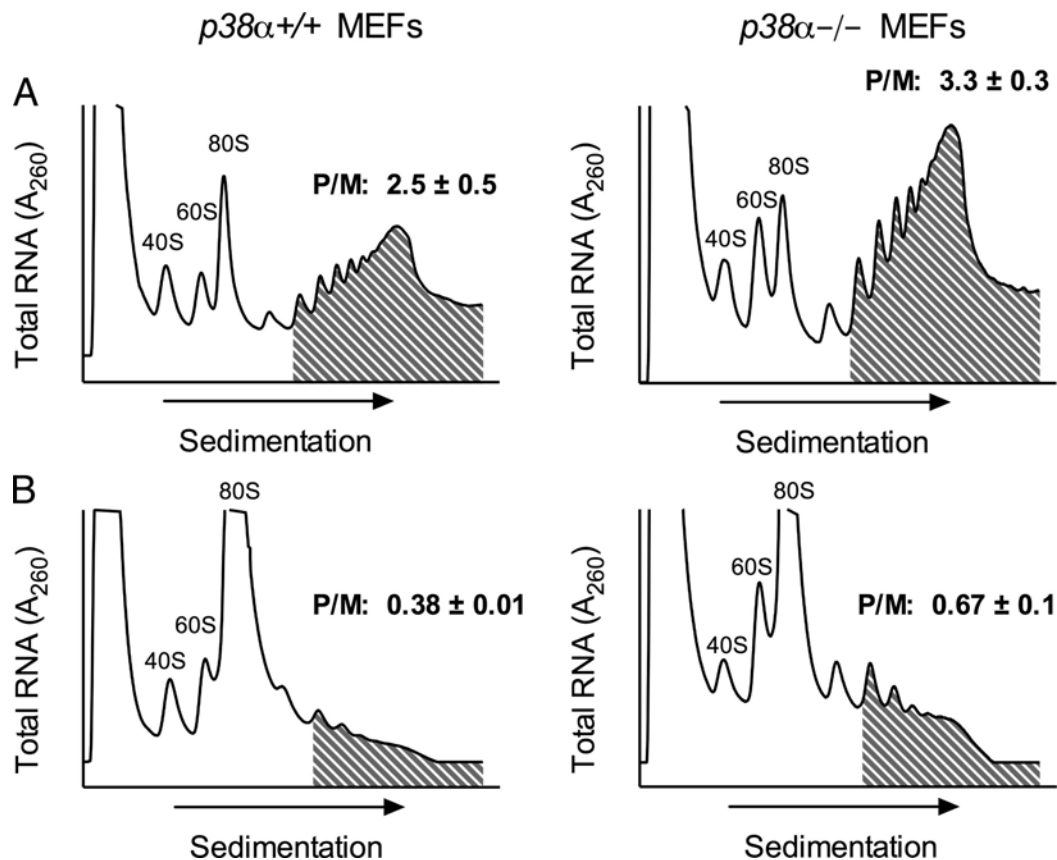 p38α+/+ MEFs
p38α−/− MEFs
A
Total RNA (A260)
40S
60S
80S
P/M: 2.5 ± 0.5
Sedimentation
Total RNA (A260)
40S
60S
80S
P/M: 3.3 ± 0.3
Sedimentation
B
Total RNA (A260)
40S
60S
80S
P/M: 0.38 ± 0.01
Sedimentation
Total RNA (A260)
40S
60S
80S
P/M: 0.67 ± 0.1
Sedimentation